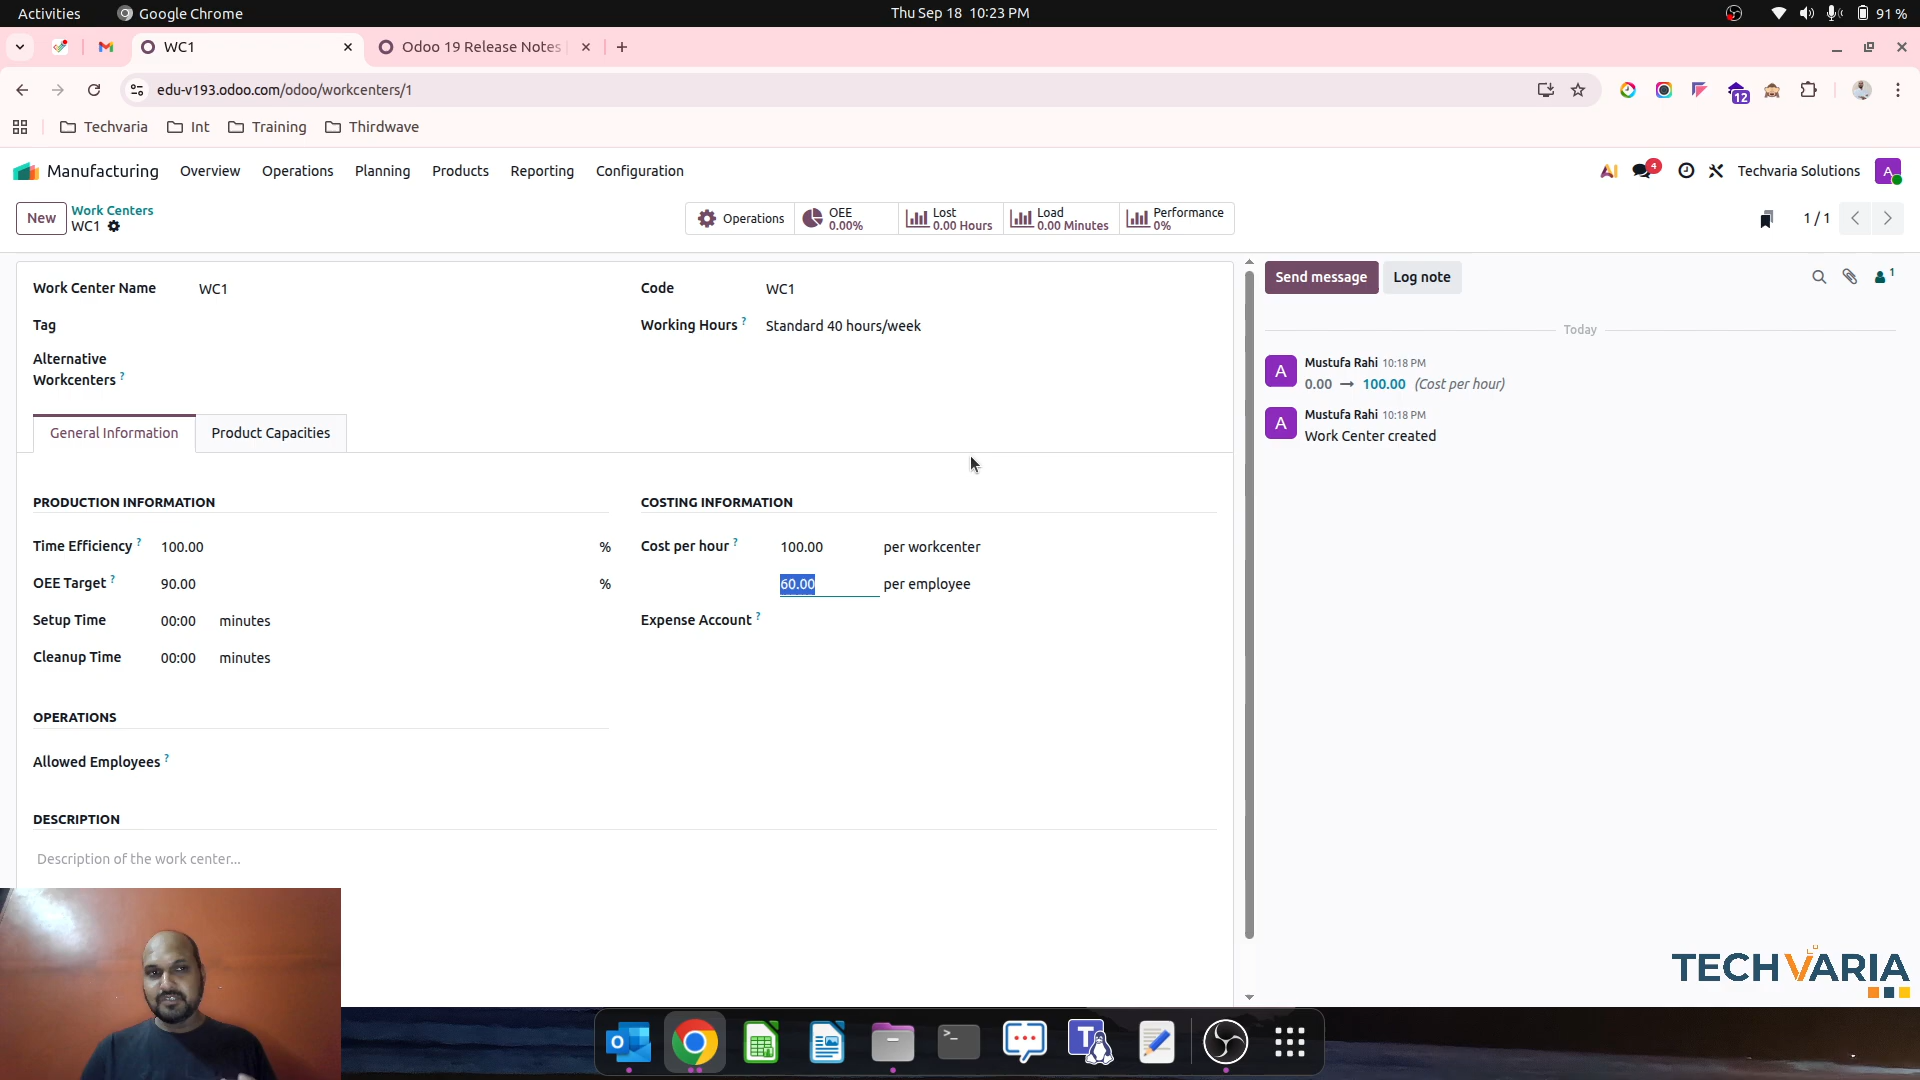 Activities
Google Chrome
Thu Sep 18 10:23 PM
91 %
WC1
Odoo 19 Release Notes
edu-v193.odoo.com/odoo/workcenters/1
12
Techvaria
Int
Training
Thirdwave
Manufacturing
Overview
Operations
Planning
Products
Reporting
Configuration
AI
4
Techvaria Solutions
A
New
Work Centers
WC1
Operations
OEE
0.00%
Lost
0.00 Hours
Load
0.00 Minutes
Performance
0%
1 / 1
Work Center Name
WC1
Code
WC1
Tag
Working Hours ?
Standard 40 hours/week
Alternative
Workcenters ?
General Information
Product Capacities
PRODUCTION INFORMATION
COSTING INFORMATION
Time Efficiency ?
100.00
%
Cost per hour ?
100.00
per workcenter
OEE Target ?
90.00
%
60.00
per employee
Setup Time
00:00
minutes
Expense Account ?
Cleanup Time
00:00
minutes
OPERATIONS
Allowed Employees ?
DESCRIPTION
Description of the work center...
Send message
Log note
1
Today
A
Mustufa Rahi 10:18 PM
0.00 → 100.00 (Cost per hour)
A
Mustufa Rahi 10:18 PM
Work Center created
TECHVARIA